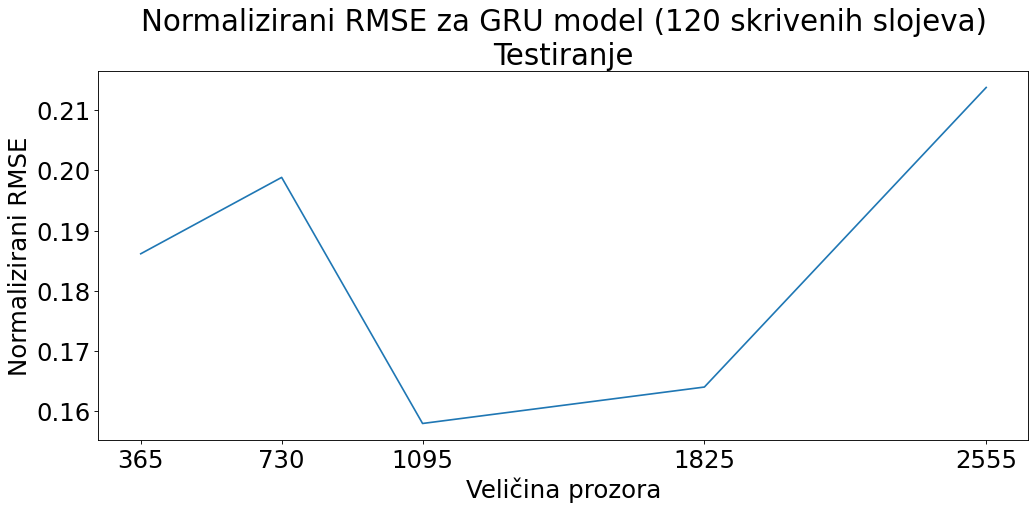 Normalizirani RMSE za GRU model (120 skrivenih slojeva)
Testiranje
Normalizirani RMSE
0.21
0.20
0.19
0.18
0.17
0.16
365 730 1095 1825 2555
Veličina prozora